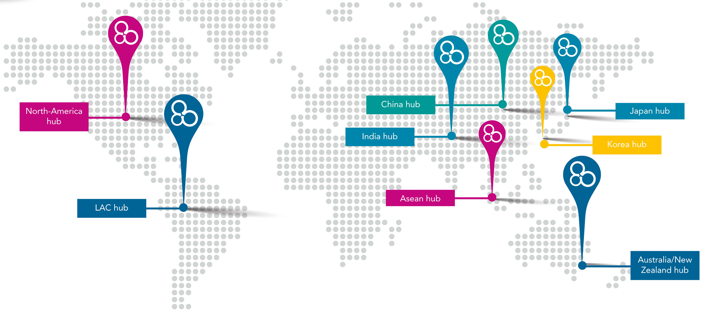 North-America
hub
LAC hub
China hub
India hub
Asean hub
Japan hub
Korea hub
Australia/New
Zealand hub